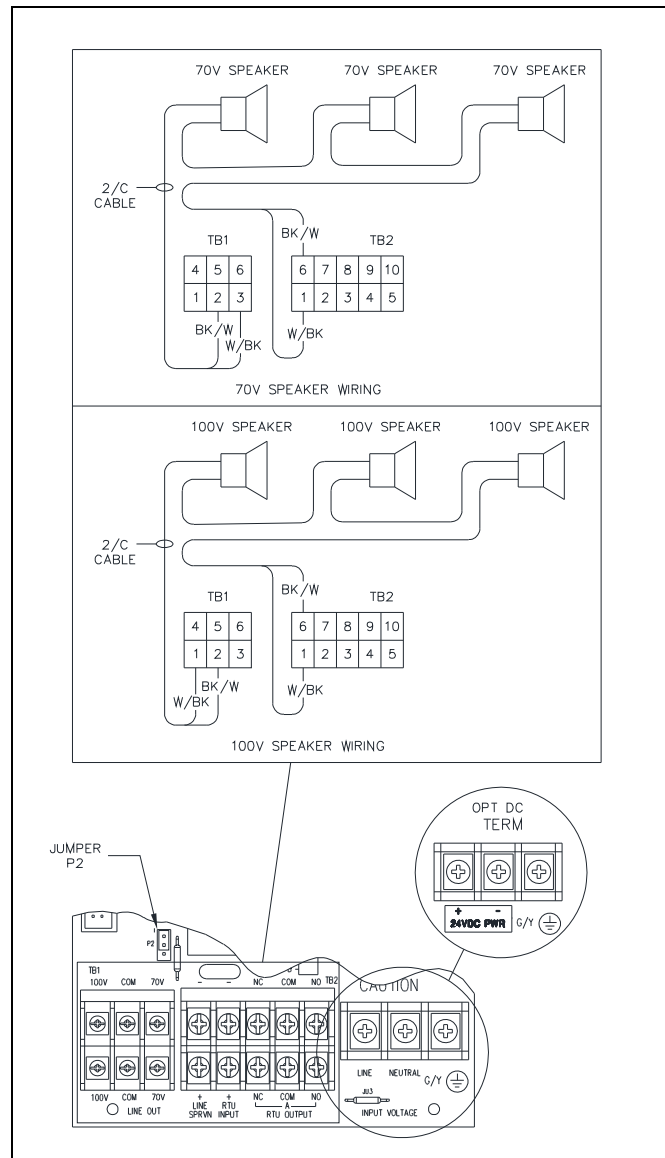 70V SPEAKER 70V SPEAKER 70V SPEAKER
2/C
CABLE
BK/W
TB1 TB2
4 5 6 6 7 8 9 10
1 2 3 1 2 3 4 5
BK/W W/BK
W/BK
70V SPEAKER WIRING
100V SPEAKER 100V SPEAKER 100V SPEAKER
2/C
CABLE
BK/W
TB1 TB2
4 5 6 6 7 8 9 10
1 2 3 1 2 3 4 5
BK/W W/BK
W/BK
100V SPEAKER WIRING
OPT DC
TERM
+ -
24VDC PWR G/Y
JUMPER
P2
1
P2
TB1 TB2
100V COM 70V - - NC COM NO
CAUTION
LINE NEUTRAL G/Y
100V COM 70V + + NC COM NO
LINE OUT LINE SPRVN RTU INPUT A RTU OUTPUT
JU3
INPUT VOLTAGE